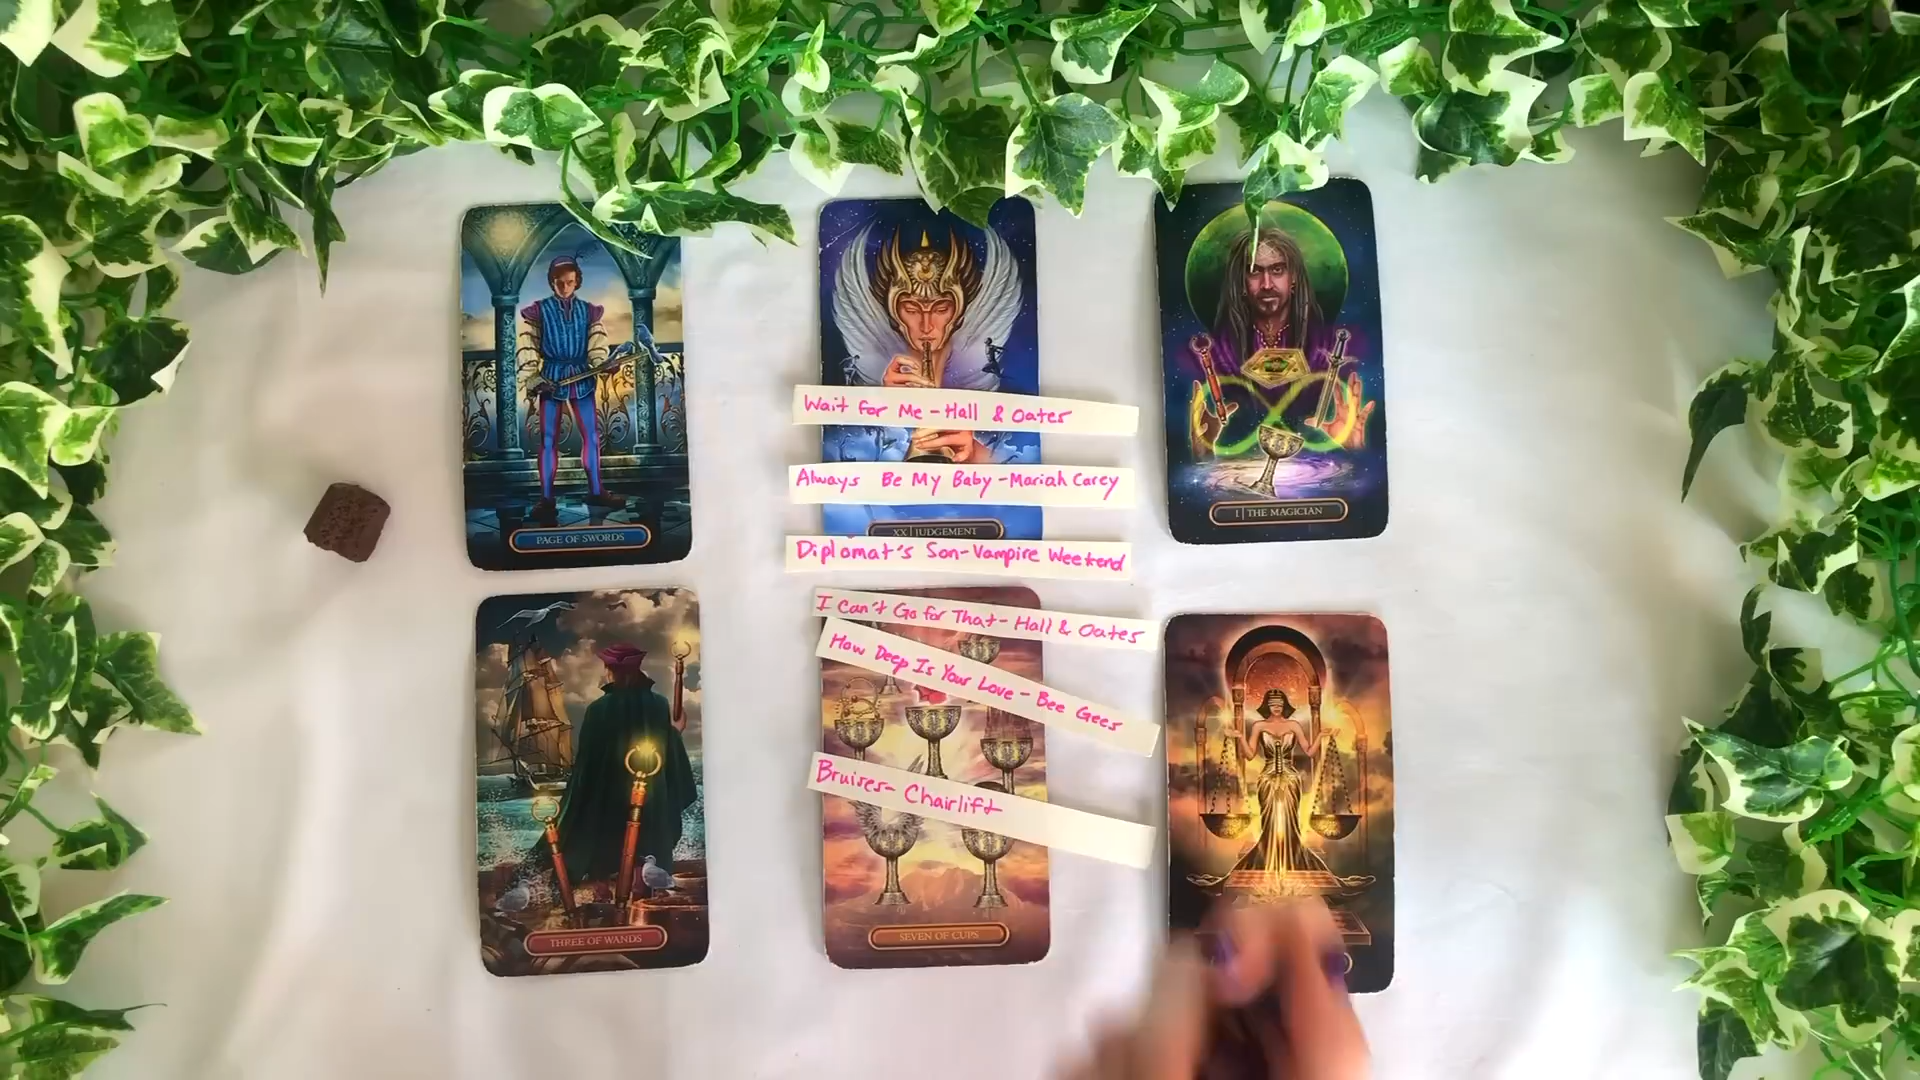 Wait for Me - Hall & Oates
Always Be My Baby - Mariah Carey
XX | JUDGEMENT
Diplomat's Son - Vampire Weekend
I | THE MAGICIAN
PAGE OF SWORDS
I Can't Go for That - Hall & Oates
How Deep Is Your Love - Bee Gees
Bruises - Chairlift
THREE OF WANDS
SEVEN OF CUPS